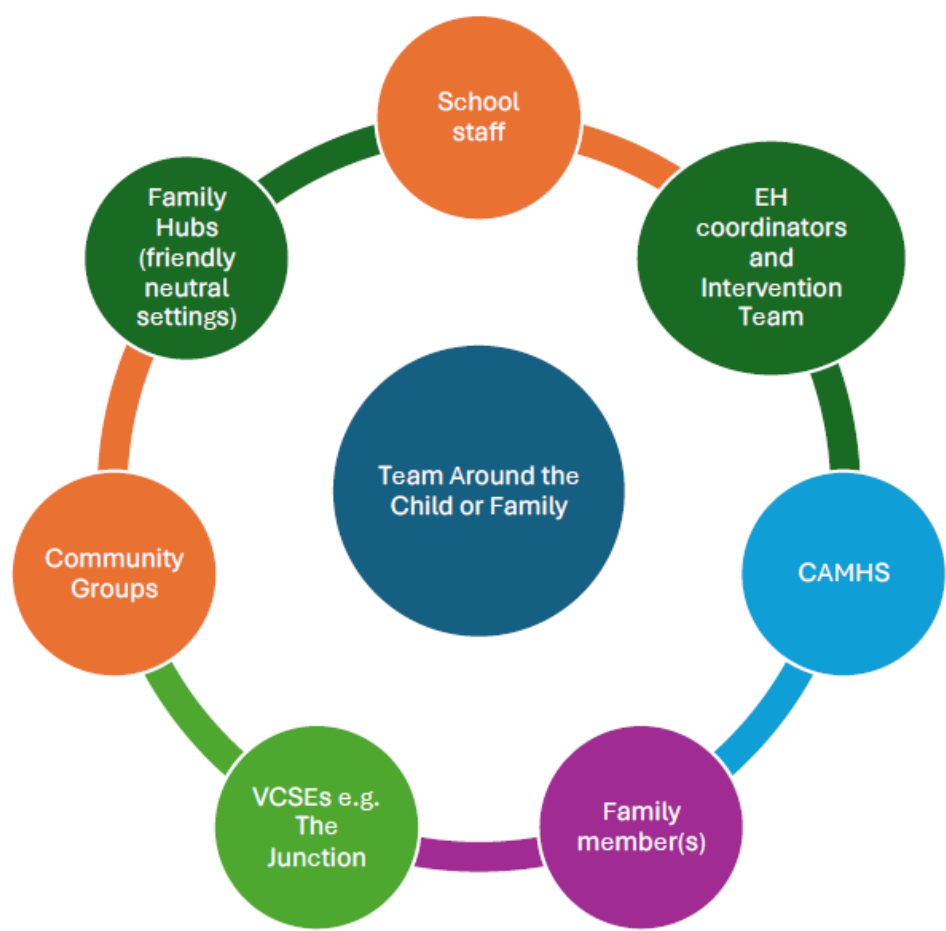 School
staff
EH
coordinators
and
Intervention
Team
CAMHS
Family
member(s)
VCSEs e.g.
The
Junction
Community
Groups
Family
Hubs
(friendly
neutral
settings)
Team Around the
Child or Family